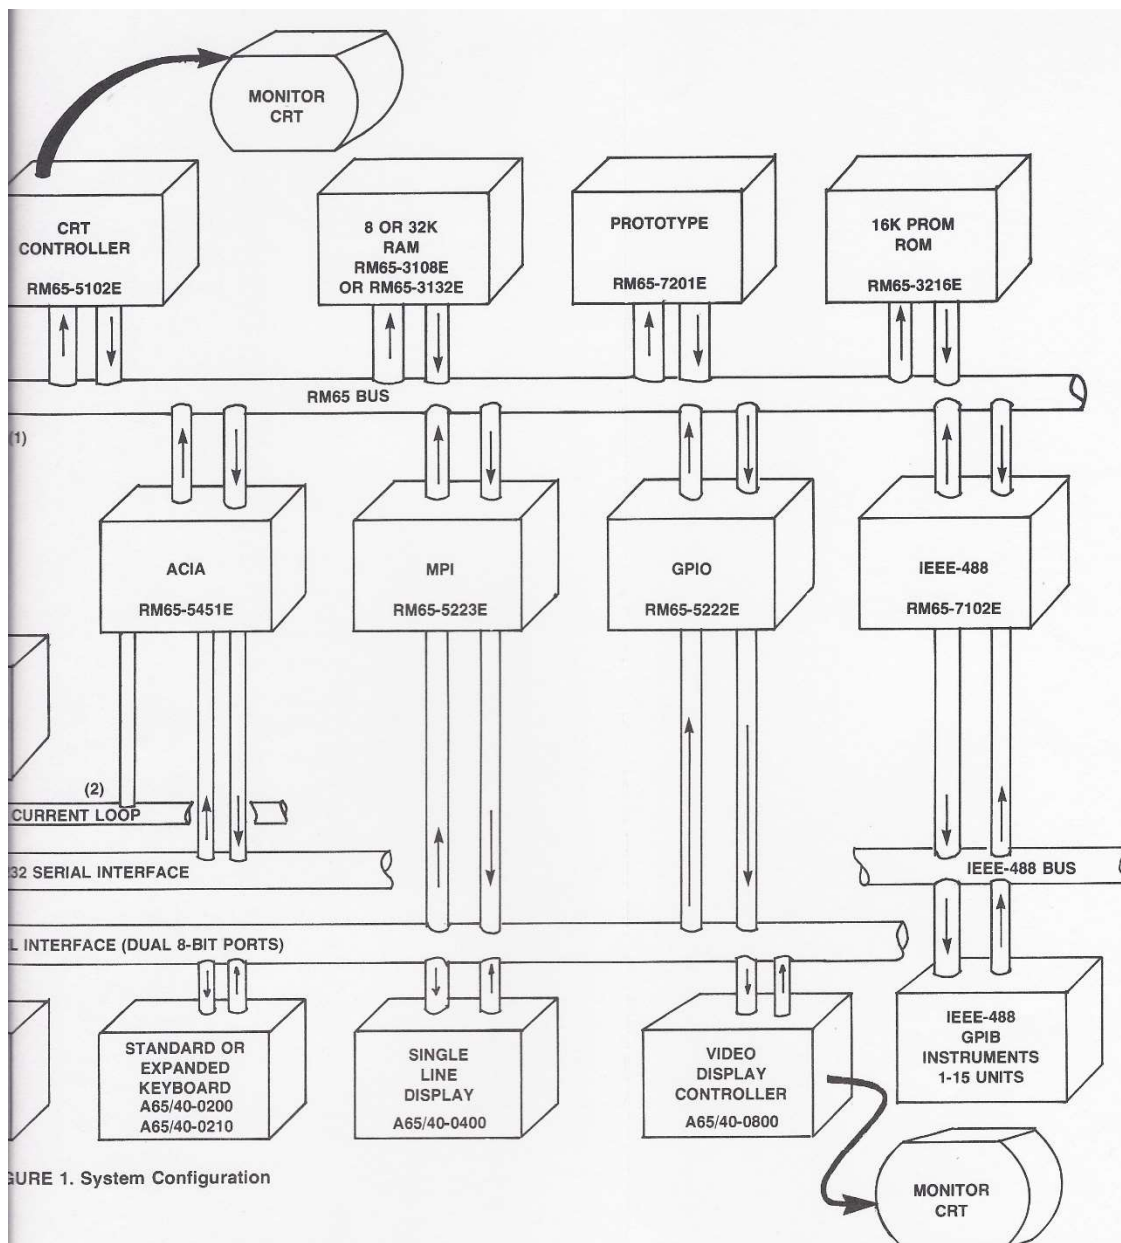 MONITOR
CRT
CRT
CONTROLLER
RM65-5102E
8 OR 32K
RAM
RM65-3108E
OR RM65-3132E
PROTOTYPE
RM65-7201E
16K PROM
ROM
RM65-3216E
RM65 BUS
(1)
ACIA
RM65-5451E
MPI
RM65-5223E
GPIO
RM65-5222E
IEEE-488
RM65-7102E
(2)
CURRENT LOOP
32 SERIAL INTERFACE
IEEE-488 BUS
L INTERFACE (DUAL 8-BIT PORTS)
STANDARD OR
EXPANDED
KEYBOARD
A65/40-0200
A65/40-0210
SINGLE
LINE
DISPLAY
A65/40-0400
VIDEO
DISPLAY
CONTROLLER
A65/40-0800
IEEE-488
GPIB
INSTRUMENTS
1-15 UNITS
MONITOR
CRT
GURE 1. System Configuration